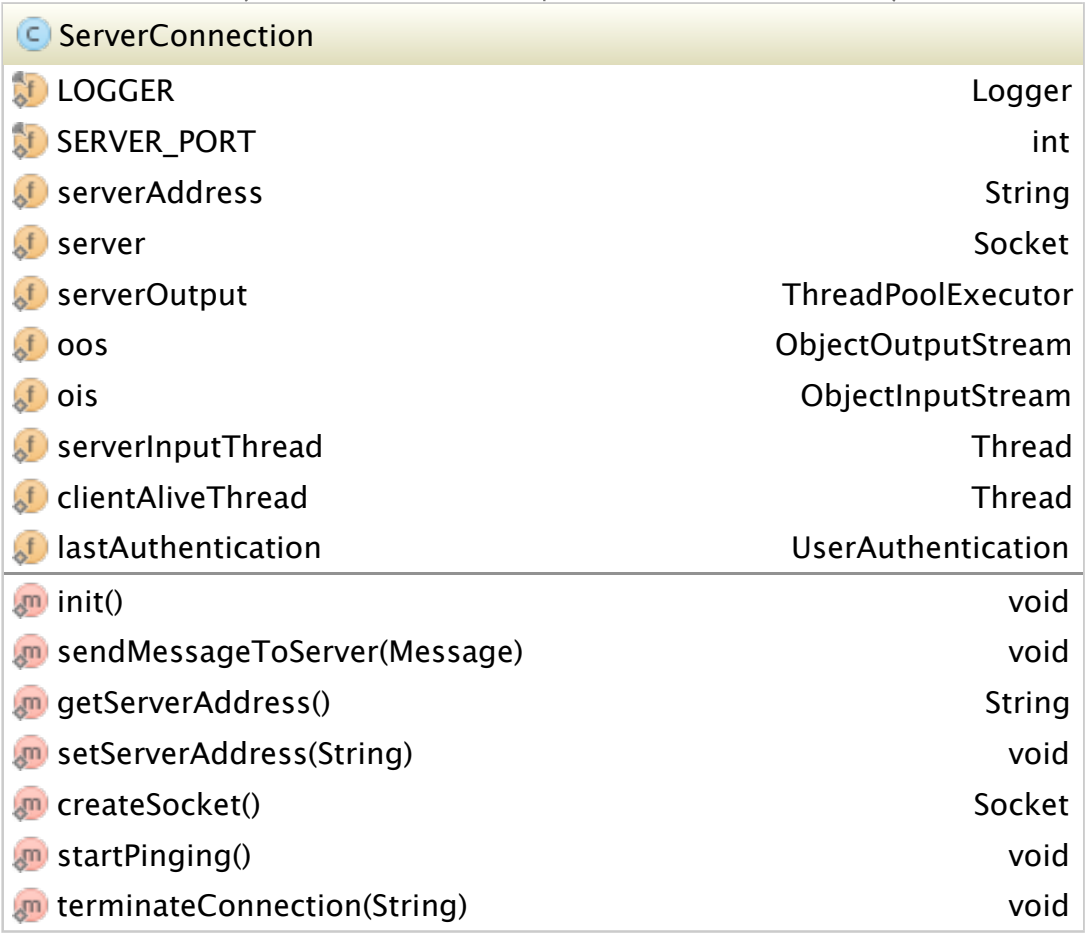 C ServerConnection
f LOGGER Logger
f SERVER_PORT int
f serverAddress String
f server Socket
f serverOutput ThreadPoolExecutor
f oos ObjectOutputStream
f ois ObjectInputStream
f serverInputThread Thread
f clientAliveThread Thread
f lastAuthentication UserAuthentication
m init() void
m sendMessageToServer(Message) void
m getServerAddress() String
m setServerAddress(String) void
m createSocket() Socket
m startPinging() void
m terminateConnection(String) void